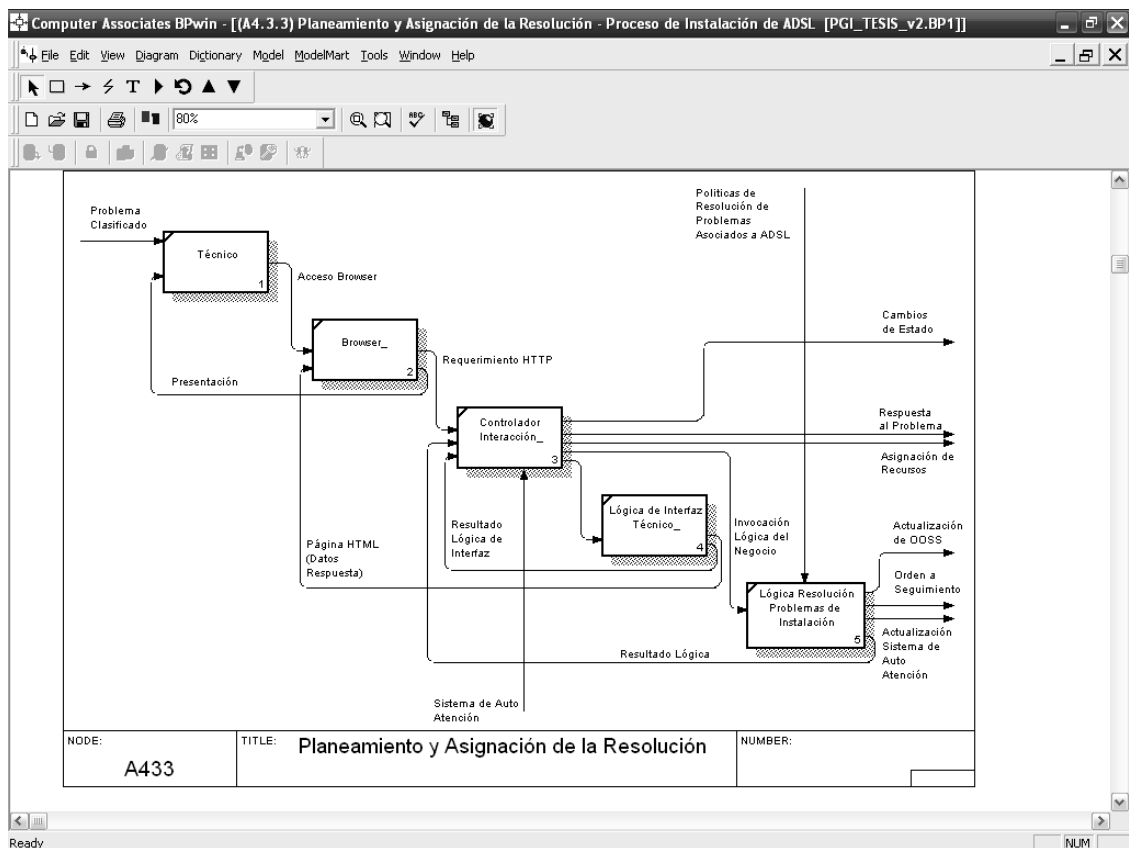 Computer Associates BPwin - [(A4.3.3) Planeamiento y Asignación de la Resolución - Proceso de Instalación de ADSL [PGI_TESIS_v2.BP1]]
File Edit View Diagram Dictionary Model ModelMart Tools Window Help
T
80%
ABC
Problema
Clasificado
Técnico
1
Acceso Browser
Políticas de
Resolución de
Problemas
Asociados a ADSL
Browser_
2
Presentación
Requerimiento HTTP
Cambios
de Estado
Controlador
Interacción_
3
Respuesta
al Problema
Asignación de
Recursos
Lógica de Interfaz
Técnico_
4
Resultado
Lógica de
Interfaz
Invocación
Lógica del
Negocio
Página HTML
(Datos
Respuesta)
Actualización
de OOSS
Orden a
Seguimiento
Lógica Resolución
Problemas de
Instalación
5
Actualización
Sistema de
Auto
Atención
Resultado Lógica
Sistema de Auto
Atención
NODE:
A433
TITLE:
Planeamiento y Asignación de la Resolución
NUMBER:
Ready
NUM